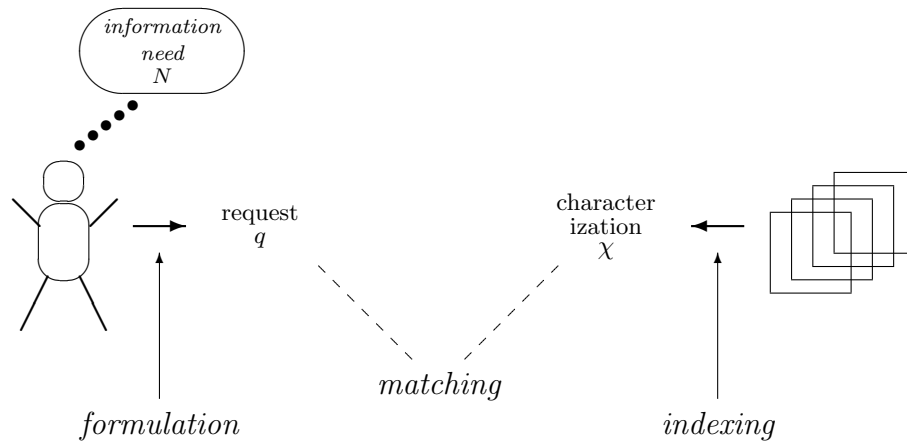 information
need
N
request
q
character
ization
χ
matching
formulation
indexing